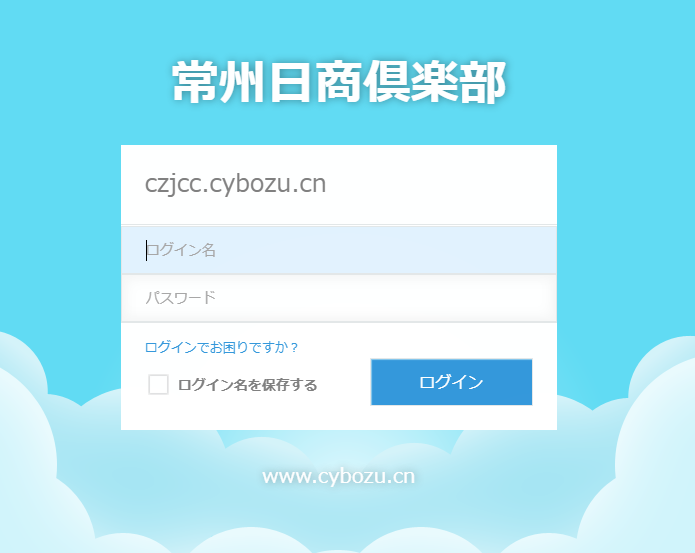 常州日商倶楽部
czjcc.cybozu.cn
ログイン名
パスワード
ログインでお困りですか？
ログイン名を保存する
ログイン
www.cybozu.cn